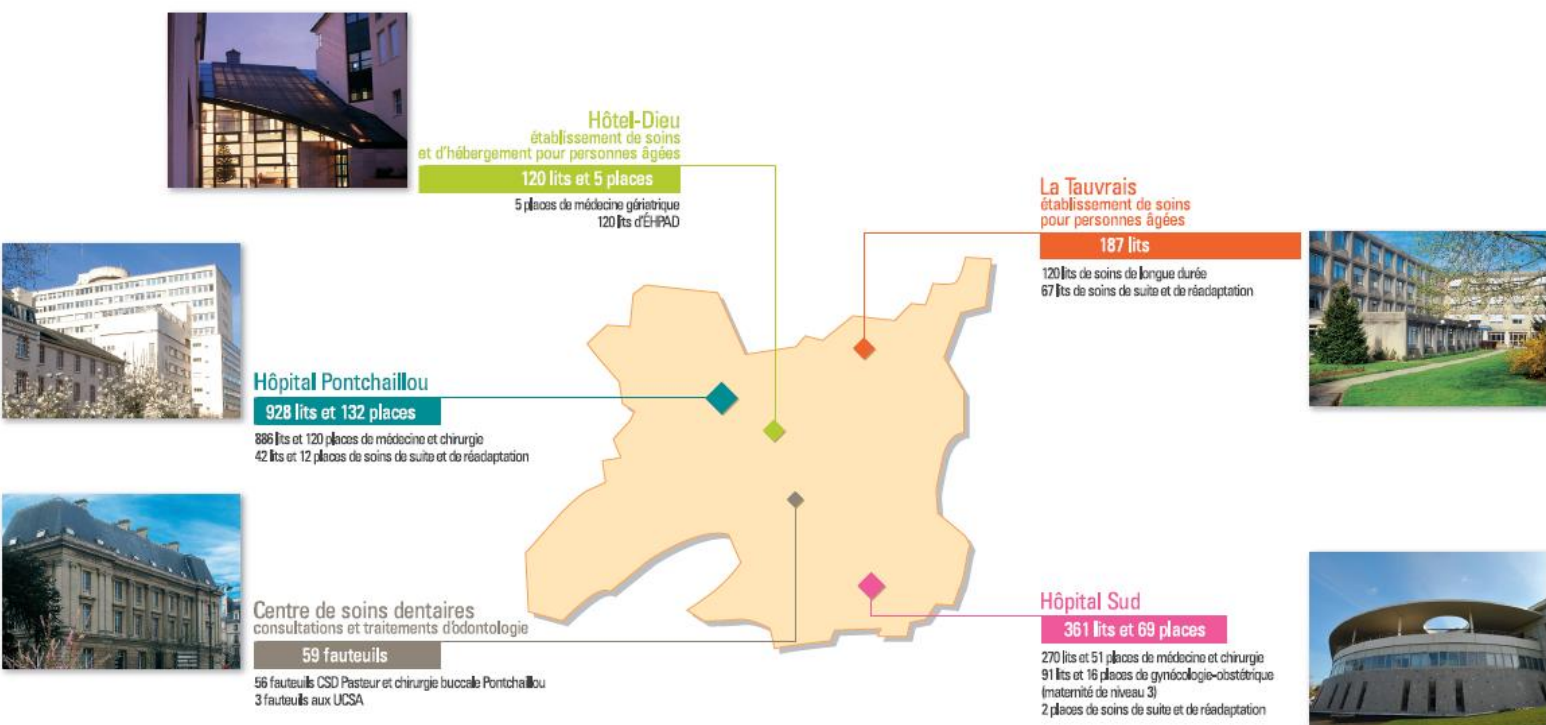 Hôtel-Dieu
établissement de soins
et d'hébergement pour personnes âgées
120 lits et 5 places
5 places de médecine gériatrique
120 lits d'ÉHPAD
La Tauvrais
établissement de soins
pour personnes âgées
187 lits
120 lits de soins de longue durée
67 lits de soins de suite et de réadaptation
Hôpital Pontchaillou
928 lits et 132 places
886 lits et 120 places de médecine et chirurgie
42 lits et 12 places de soins de suite et de réadaptation
Centre de soins dentaires
consultations et traitements d'odontologie
59 fauteuils
56 fauteuils CSD Pasteur et chirurgie buccale Pontchaillou
3 fauteuils aux UCSA
Hôpital Sud
361 lits et 69 places
270 lits et 51 places de médecine et chirurgie
91 lits et 16 places de gynécologie-obstétrique
(maternité de niveau 3)
2 places de soins de suite et de réadaptation